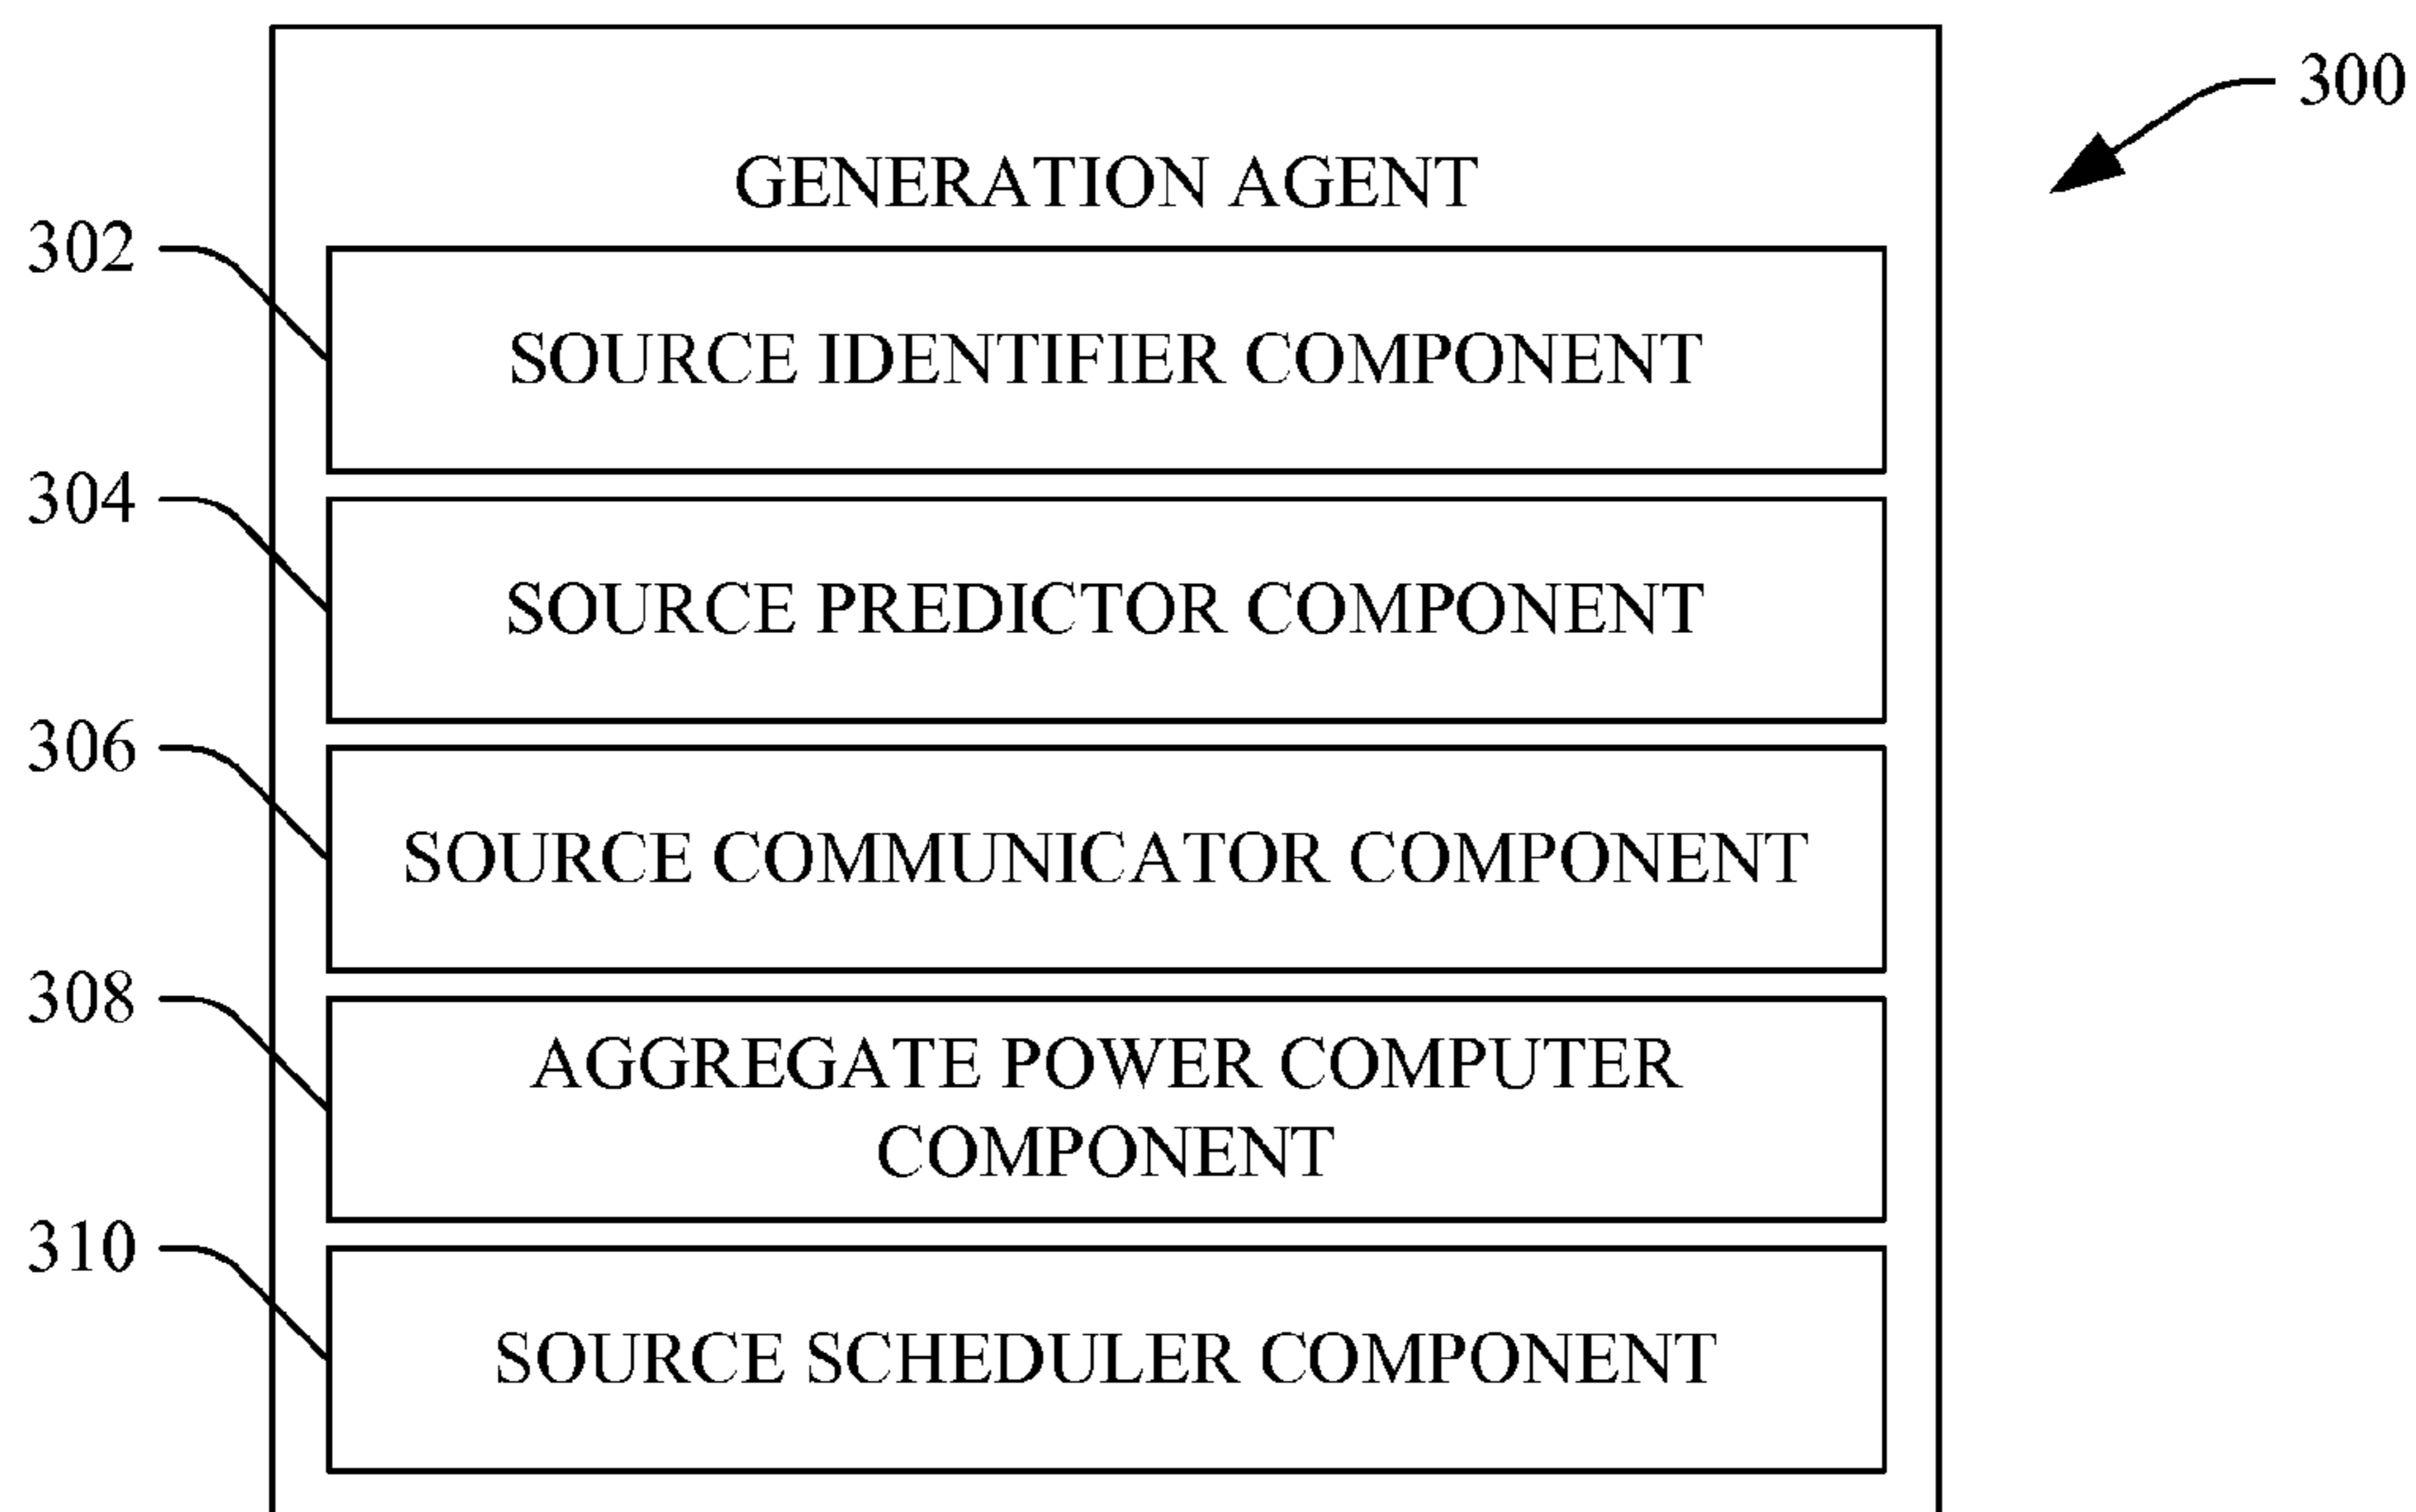 300
GENERATION AGENT
302
SOURCE IDENTIFIER COMPONENT
304
SOURCE PREDICTOR COMPONENT
306
SOURCE COMMUNICATOR COMPONENT
308
AGGREGATE POWER COMPUTER
COMPONENT
310
SOURCE SCHEDULER COMPONENT